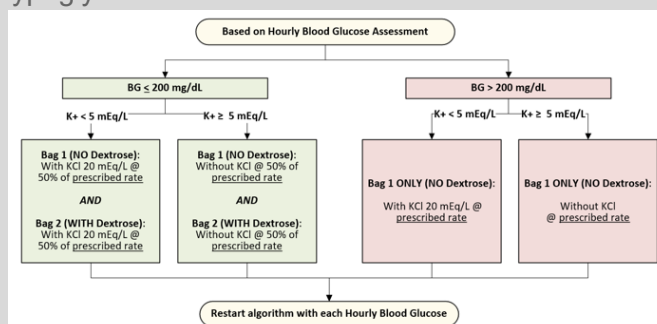 Based on Hourly Blood Glucose Assessment
BG ≤ 200 mg/dL
BG > 200 mg/dL
K+ < 5 mEq/L
K+ ≥ 5 mEq/L
K+ < 5 mEq/L
K+ ≥ 5 mEq/L
Bag 1 (NO Dextrose):
With KCl 20 mEq/L @
50% of prescribed rate
AND
Bag 2 (WITH Dextrose):
With KCl 20 mEq/L @
50% of prescribed rate
Bag 1 (NO Dextrose):
Without KCl @ 50% of
prescribed rate
AND
Bag 2 (WITH Dextrose):
Without KCl @ 50% of
prescribed rate
Bag 1 ONLY (NO Dextrose):
With KCl 20 mEq/L @
prescribed rate
Bag 1 ONLY (NO Dextrose):
Without KCl
@ prescribed rate
Restart algorithm with each Hourly Blood Glucose